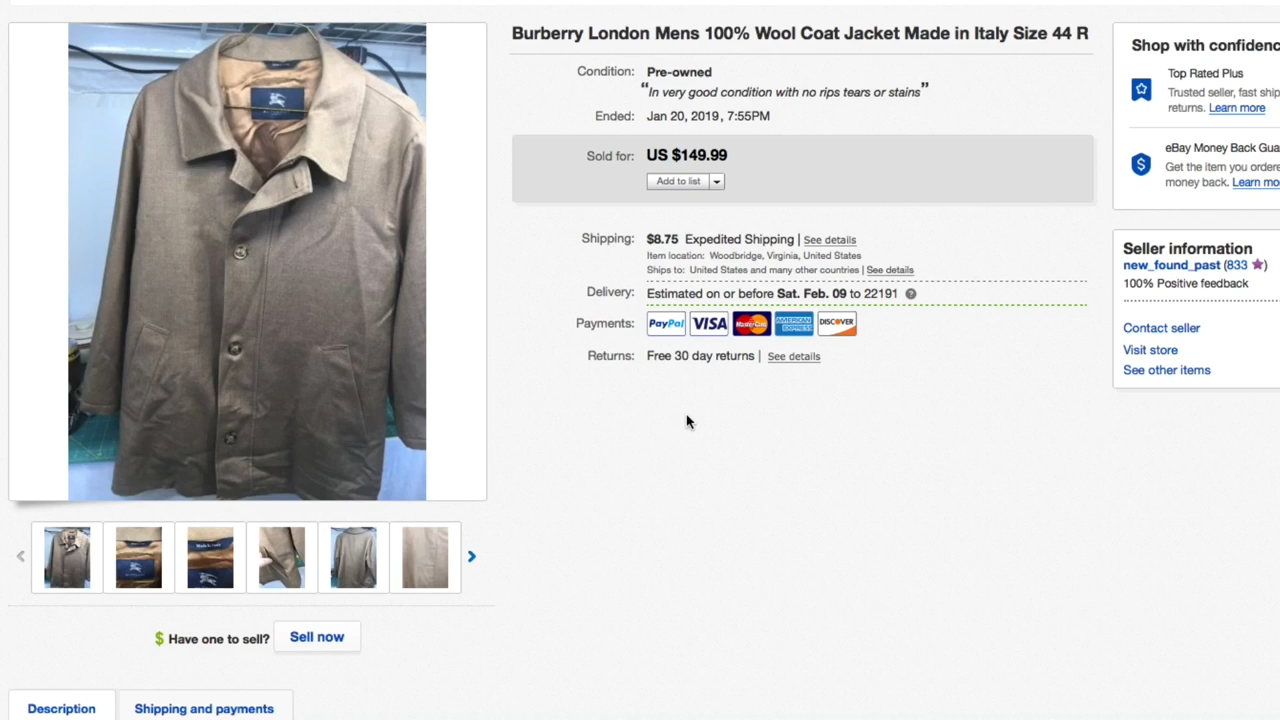 Burberry London Mens 100% Wool Coat Jacket Made in Italy Size 44 R
Condition: Pre-owned
“In very good condition with no rips tears or stains”
Ended: Jan 20, 2019, 7:55PM
Sold for: US $149.99
Add to list
Shipping: $8.75 Expedited Shipping | See details
Item location: Woodbridge, Virginia, United States
Ships to: United States and many other countries | See details
Delivery: Estimated on or before Sat. Feb. 09 to 22191 ?
Payments: PayPal VISA MasterCard AMERICAN EXPRESS DISCOVER
Returns: Free 30 day returns | See details
Shop with confidenc
Top Rated Plus
Trusted seller, fast ship
returns. Learn more
$
eBay Money Back Gua
Get the item you ordere
money back. Learn mo
Seller information
new_found_past (833 ★)
100% Positive feedback
Contact seller
Visit store
See other items
< >
$ Have one to sell? Sell now
Description Shipping and payments